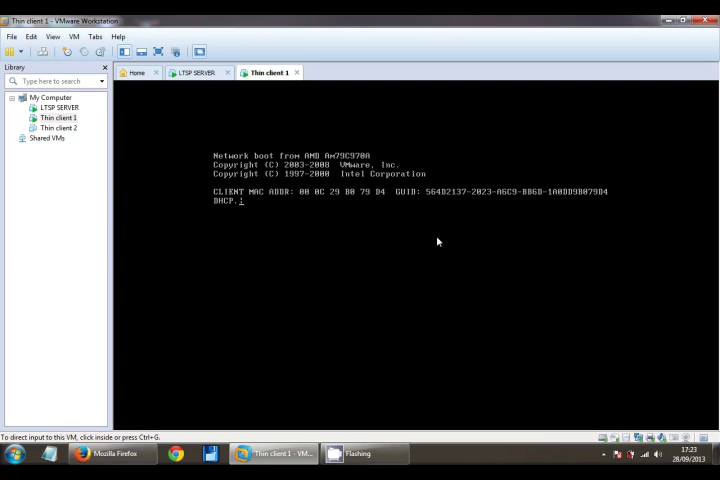 Thin client 1 - VMware Workstation
File Edit View VM Tabs Help
Library
Type here to search
My Computer
LTSP SERVER
Thin client 1
Thin client 2
Shared VMs
Home LTSP SERVER Thin client 1
Network boot from AMD Am79C970A
Copyright (C) 2003-2008 VMware, Inc.
Copyright (C) 1997-2000 Intel Corporation
CLIENT MAC ADDR: 00 0C 29 B0 79 D4 GUID: 564D2137-2023-A6C9-BB6D-1A0DD9B079D4
DHCP.
To direct input to this VM, click inside or press Ctrl+G.
Mozilla Firefox
Thin client 1 - VM...
Flashing
17:23
28/09/2013